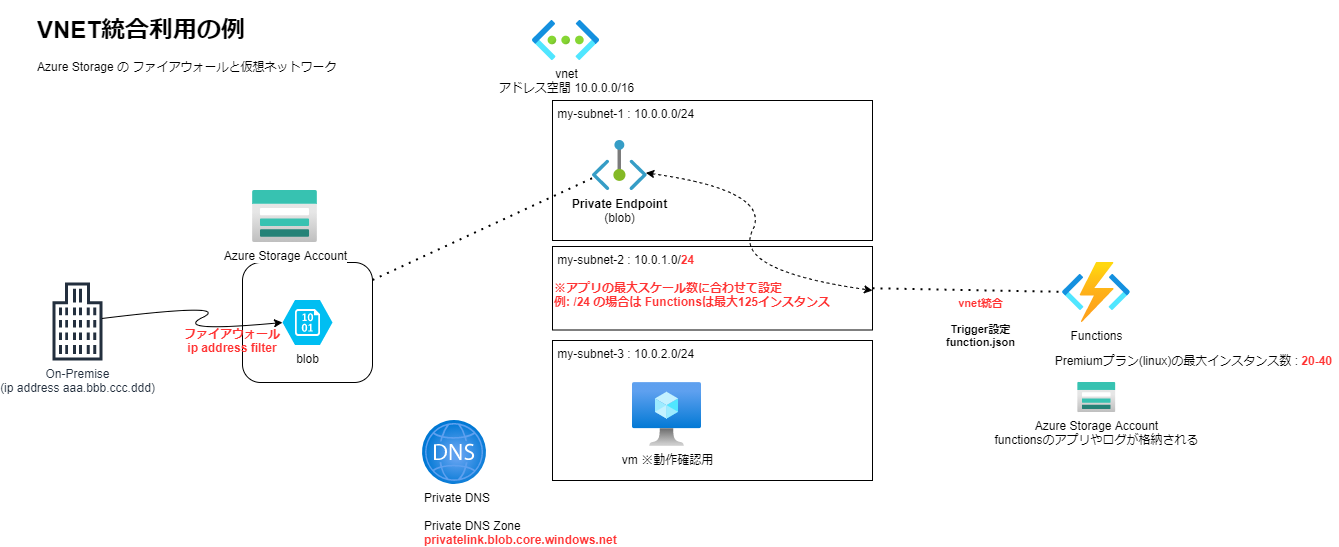 VNET統合利用の例
Azure Storage の ファイアウォールと仮想ネットワーク
vnet
アドレス空間 10.0.0.0/16
my-subnet-1 : 10.0.0.0/24
Private Endpoint
(blob)
Azure Storage Account
my-subnet-2 : 10.0.1.0/24
※アプリの最大スケール数に合わせて設定
例: /24 の場合は Functionsは最大125インスタンス
ファイアウォール
ip address filter
10
01
blob
On-Premise
(ip address aaa.bbb.ccc.ddd)
vnet統合
Trigger設定
function.json
Functions
Premiumプラン(linux)の最大インスタンス数 : 20-40
my-subnet-3 : 10.0.2.0/24
vm ※動作確認用
Azure Storage Account
functionsのアプリやログが格納される
DNS
Private DNS
Private DNS Zone
privatelink.blob.core.windows.net